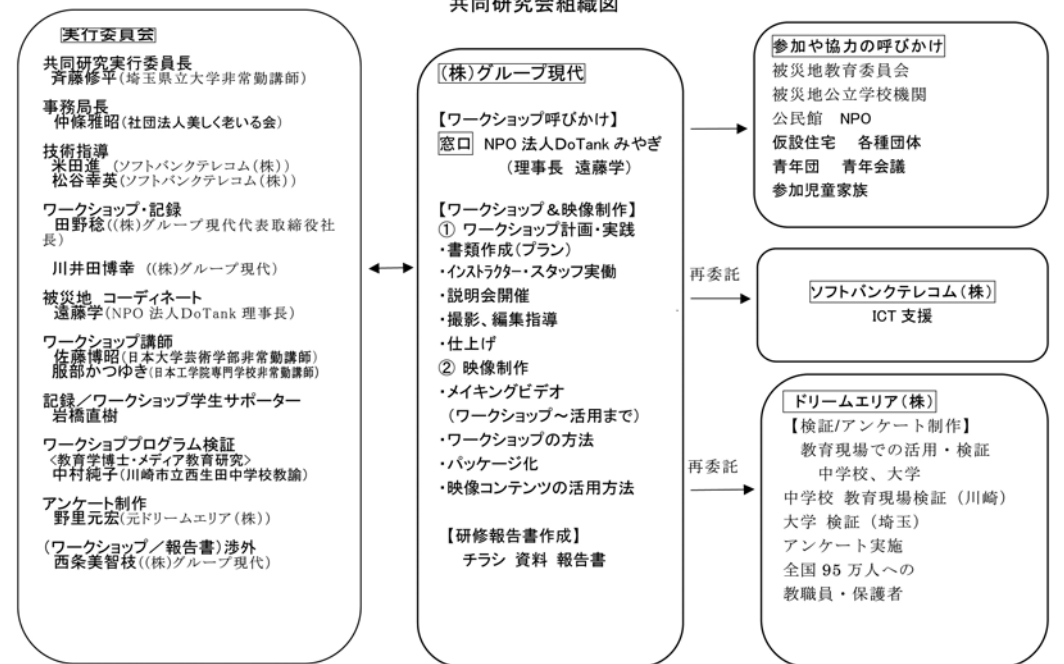 共同研究会組織図
実行委員会
共同研究実行委員長
斉藤修平(埼玉県立大学非常勤講師)
事務局長
仲條雅昭(社団法人美しく老いる会)
技術指導
米田進 (ソフトバンクテレコム(株))
松谷幸英(ソフトバンクテレコム(株))
ワークショップ・記録
田野稔((株)グループ現代代表取締役社
長)
川井田博幸 ((株)グループ現代)
被災地 コーディネート
遠藤学(NPO 法人DoTank 理事長)
ワークショップ講師
佐藤博昭(日本大学芸術学部非常勤講師)
服部かつゆき(日本工学院専門学校非常勤講師)
記録/ワークショップ学生サポーター
岩橋直樹
ワークショッププログラム検証
<教育学博士・メディア教育研究>
中村純子(川崎市立西生田中学校教諭)
アンケート制作
野里元宏(元ドリームエリア(株))
(ワークショップ/報告書)渉外
西条美智枝((株)グループ現代)
(株)グループ現代
【ワークショップ呼びかけ】
窓口 NPO 法人DoTank みやぎ
(理事長 遠藤学)
【ワークショップ&映像制作】
① ワークショップ計画・実践
・書類作成(プラン)
・インストラクター・スタッフ実働
・説明会開催
・撮影、編集指導
・仕上げ
② 映像制作
・メイキングビデオ
(ワークショップ~活用まで)
・ワークショップの方法
・パッケージ化
・映像コンテンツの活用方法
【研修報告書作成】
チラシ 資料 報告書
参加や協力の呼びかけ
被災地教育委員会
被災地公立学校機関
公民館 NPO
仮設住宅 各種団体
青年団 青年会議
参加児童家族
再委託
ソフトバンクテレコム(株)
ICT 支援
再委託
ドリームエリア(株)
【検証/アンケート制作】
教育現場での活用・検証
中学校、大学
中学校 教育現場検証(川崎)
大学 検証(埼玉)
アンケート実施
全国 95 万人への
教職員・保護者